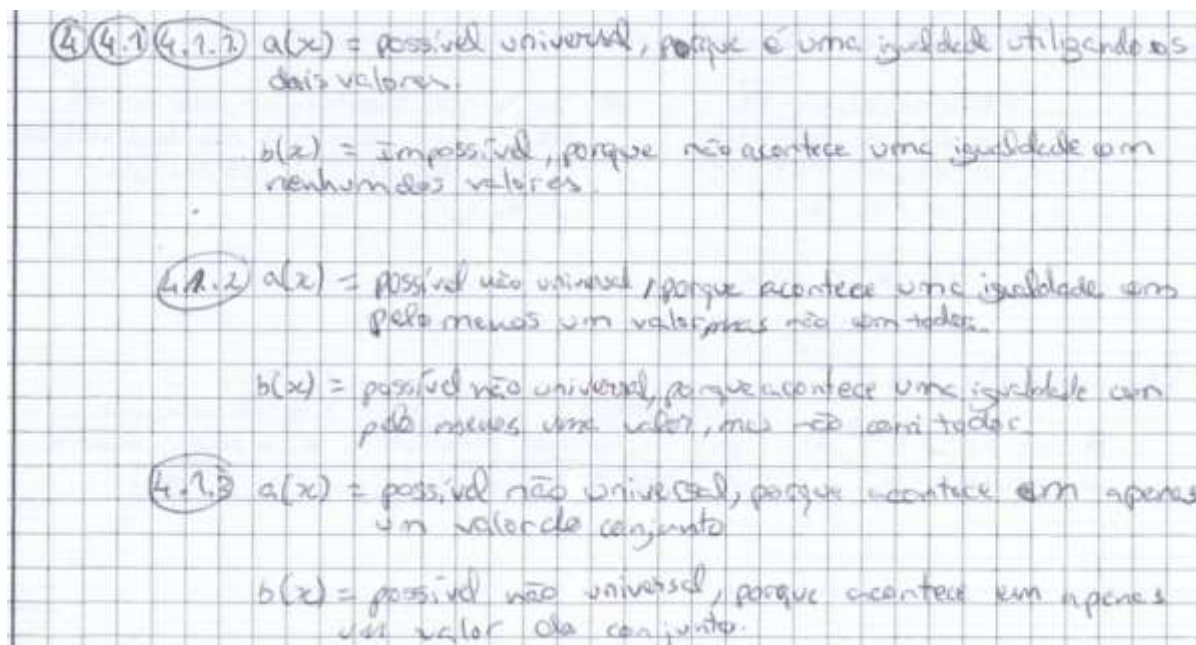 4 4.1 4.1.1 a(x) = possível universal, porque é uma igualdade utilizando os
dois valores.
b(x) = Impossível, porque não acontece uma igualdade com
nenhum dos valores
4.1.2 a(x) = possível não universal, porque acontece uma igualdade com
pelo menos um valor, mas não com todos.
b(x) = possível não universal, porque acontece uma igualdade com
pelo menos uma valor, mas não com todos.
4.1.3 a(x) = possível não universal, porque acontece em apenas
um valor do conjunto
b(x) = possível não universal, porque acontece em apenas
um valor do conjunto.